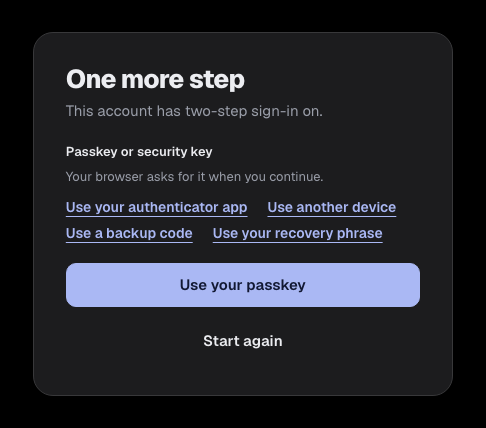 One more step
This account has two-step sign-in on.
Passkey or security key
Your browser asks for it when you continue.
Use your authenticator app Use another device
Use a backup code Use your recovery phrase
Use your passkey
Start again